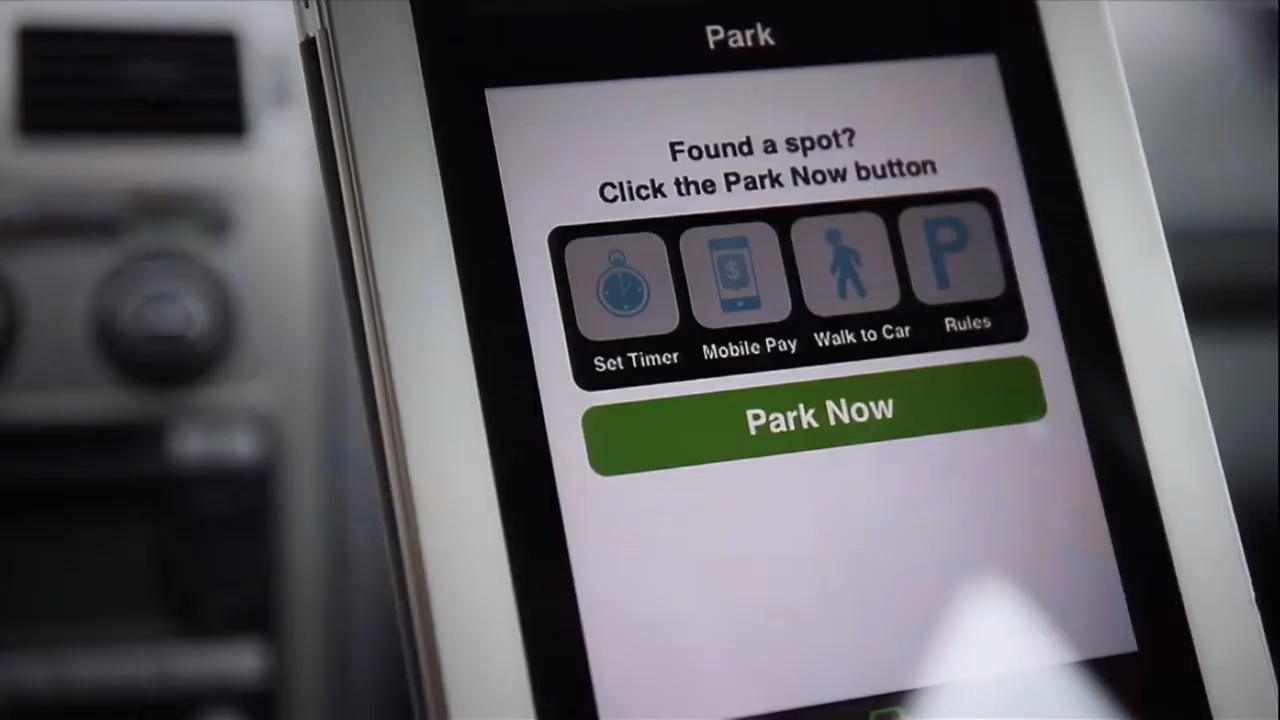 Park
Found a spot?
Click the Park Now button
$
P
Set Timer
Mobile Pay
Walk to Car
Rules
Park Now